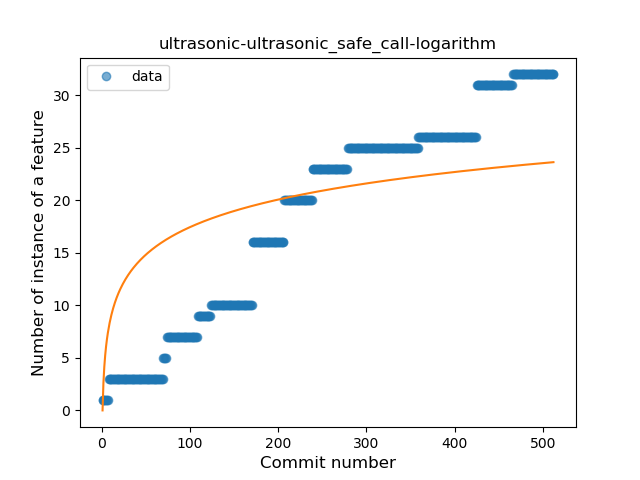 ultrasonic-ultrasonic_safe_call-logarithm
data
Number of instance of a feature
30
25
20
15
10
5
0
0 100 200 300 400 500
Commit number